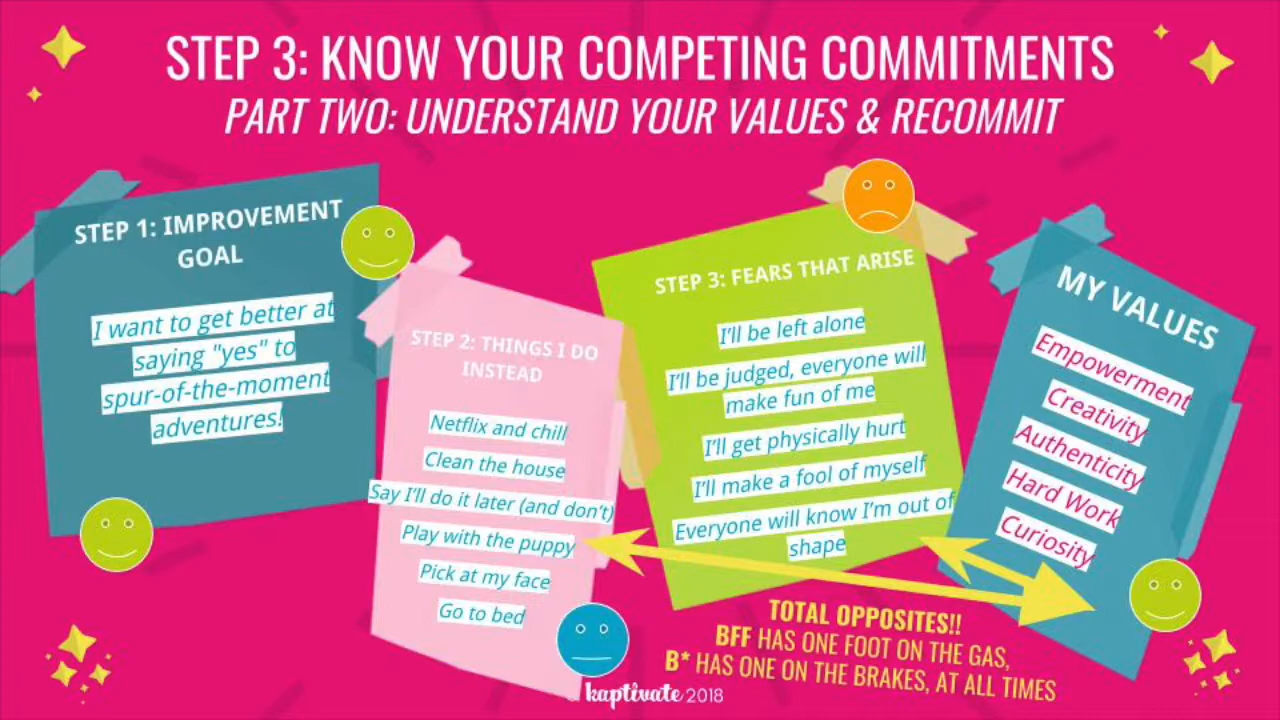 STEP 3: KNOW YOUR COMPETING COMMITMENTS
PART TWO: UNDERSTAND YOUR VALUES & RECOMMIT
STEP 1: IMPROVEMENT
GOAL
I want to get better at
saying "yes" to
spur-of-the-moment
adventures!
STEP 2: THINGS I DO
INSTEAD
Netflix and chill
Clean the house
Say I'll do it later (and don't)
Play with the puppy
Pick at my face
Go to bed
STEP 3: FEARS THAT ARISE
I'll be left alone
I'll be judged, everyone will
make fun of me
I'll get physically hurt
I'll make a fool of myself
Everyone will know I'm out of
shape
MY VALUES
Empowerment
Creativity
Authenticity
Hard Work
Curiosity
TOTAL OPPOSITES!!
BFF HAS ONE FOOT ON THE GAS,
B* HAS ONE ON THE BRAKES, AT ALL TIMES
kaptivate 2018